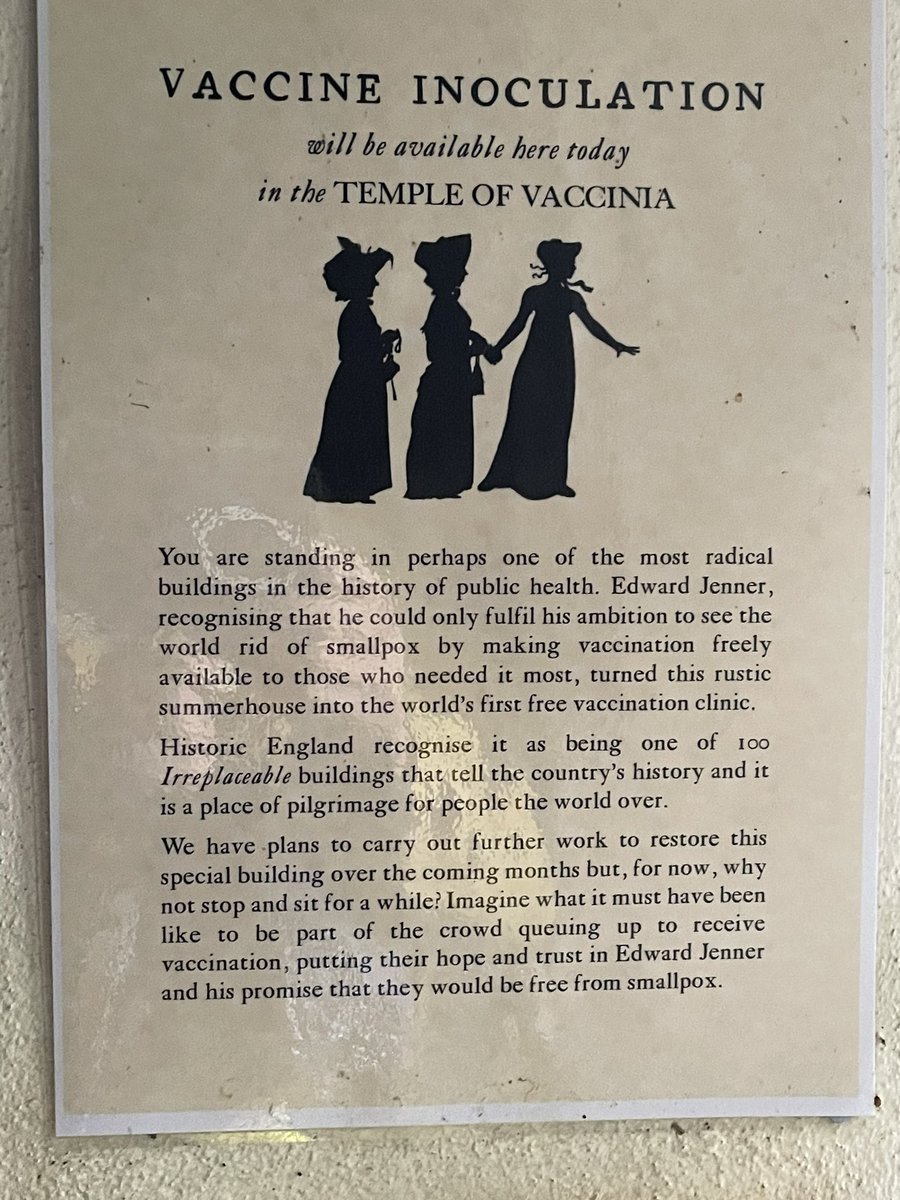 VACCINE INOCULATION
will be available here today
in the TEMPLE OF VACCINIA
You are standing in perhaps one of the most radical
buildings in the history of public health. Edward Jenner,
recognising that he could only fulfil his ambition to see the
world rid of smallpox by making vaccination freely
available to those who needed it most, turned this rustic
summerhouse into the world's first free vaccination clinic.
Historic England recognise it as being one of 100
Irreplaceable buildings that tell the country's history and it
is a place of pilgrimage for people the world over.
We have plans to carry out further work to restore this
special building over the coming months but, for now, why
not stop and sit for a while? Imagine what it must have been
like to be part of the crowd queuing up to receive
vaccination, putting their hope and trust in Edward Jenner
and his promise that they would be free from smallpox.